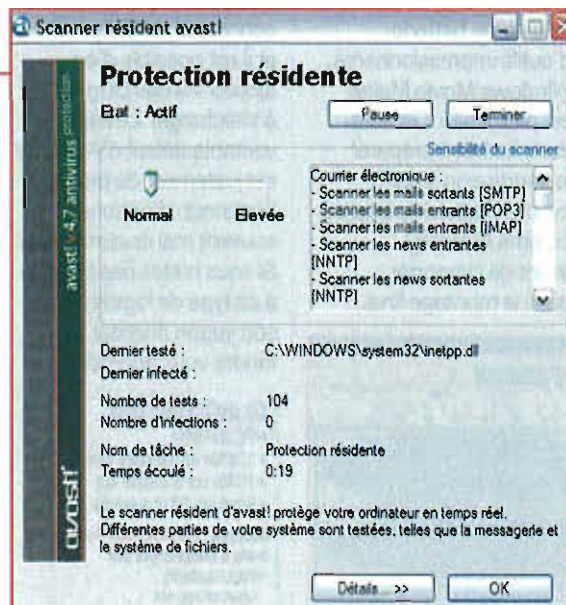 Scanner résident avast!
avast! v4.7 antivirus protection
avast!
Protection résidente
Etat : Actif
Pause
Terminer
Sensibilité du scanner
Normal
Elevée
Courrier électronique :
- Scanner les mails sortants [SMTP]
- Scanner les mails entrants [POP3]
- Scanner les mails entrants [IMAP]
- Scanner les news entrantes
[NNTP]
- Scanner les news sortantes
[NNTP]
Dernier testé : C:\WINDOWS\system32\inetpp.dll
Dernier infecté :
Nombre de tests : 104
Nombre d'infections : 0
Nom de tâche : Protection résidente
Temps écoulé : 0:19
Le scanner résident d'avast! protège votre ordinateur en temps réel.
Différentes parties de votre système sont testées, telles que la messagerie et
le système de fichiers.
Détails... >>
OK